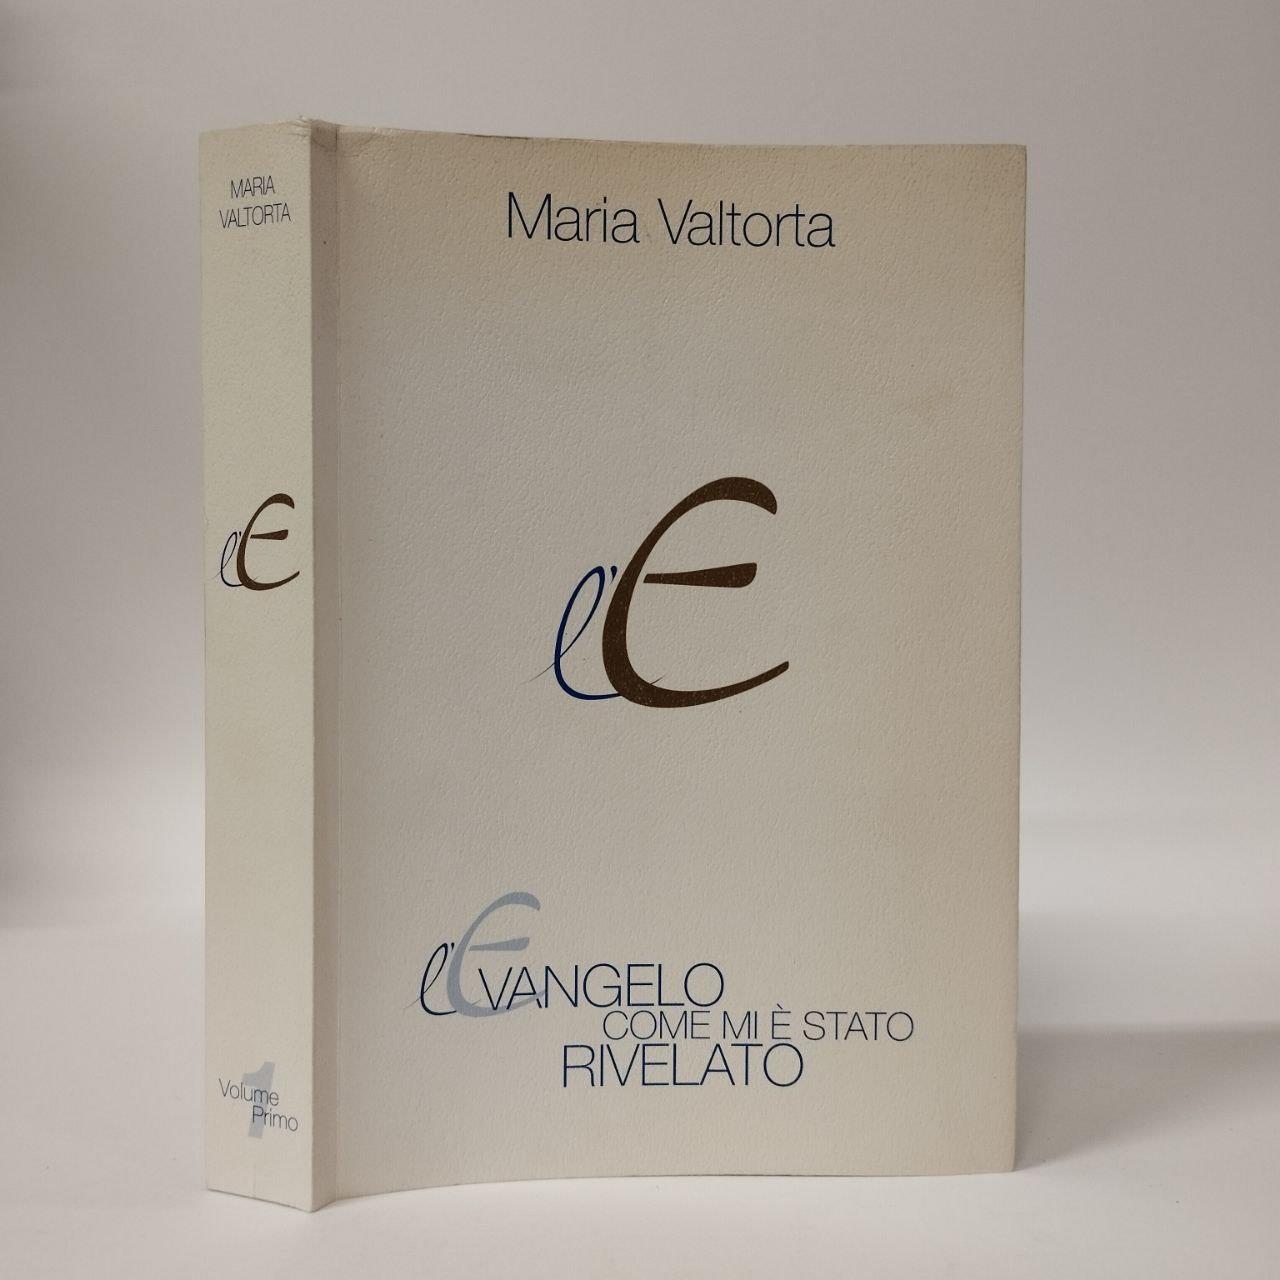 MARIA
VALTORTA
l'E
Volume
1
Primo
Maria Valtorta
l'E
l'EVANGELO
COME MI È STATO
RIVELATO